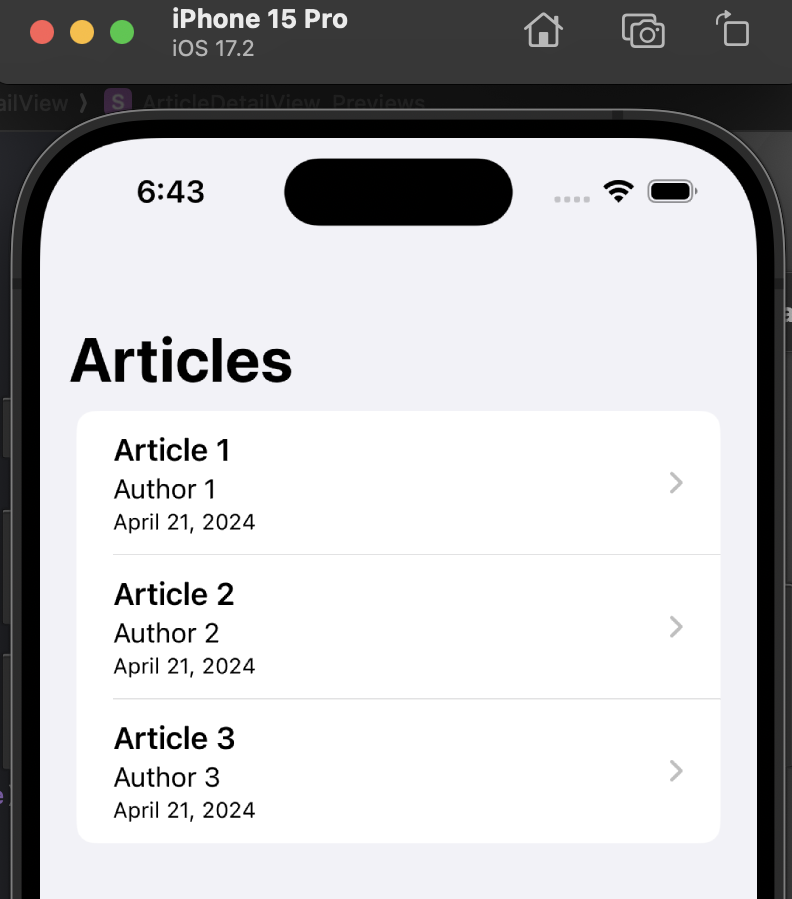 iPhone 15 Pro
iOS 17.2
ailView ⟩ S ArticleDetailView_Previews
6:43
Articles
Article 1
Author 1
April 21, 2024
Article 2
Author 2
April 21, 2024
Article 3
Author 3
April 21, 2024